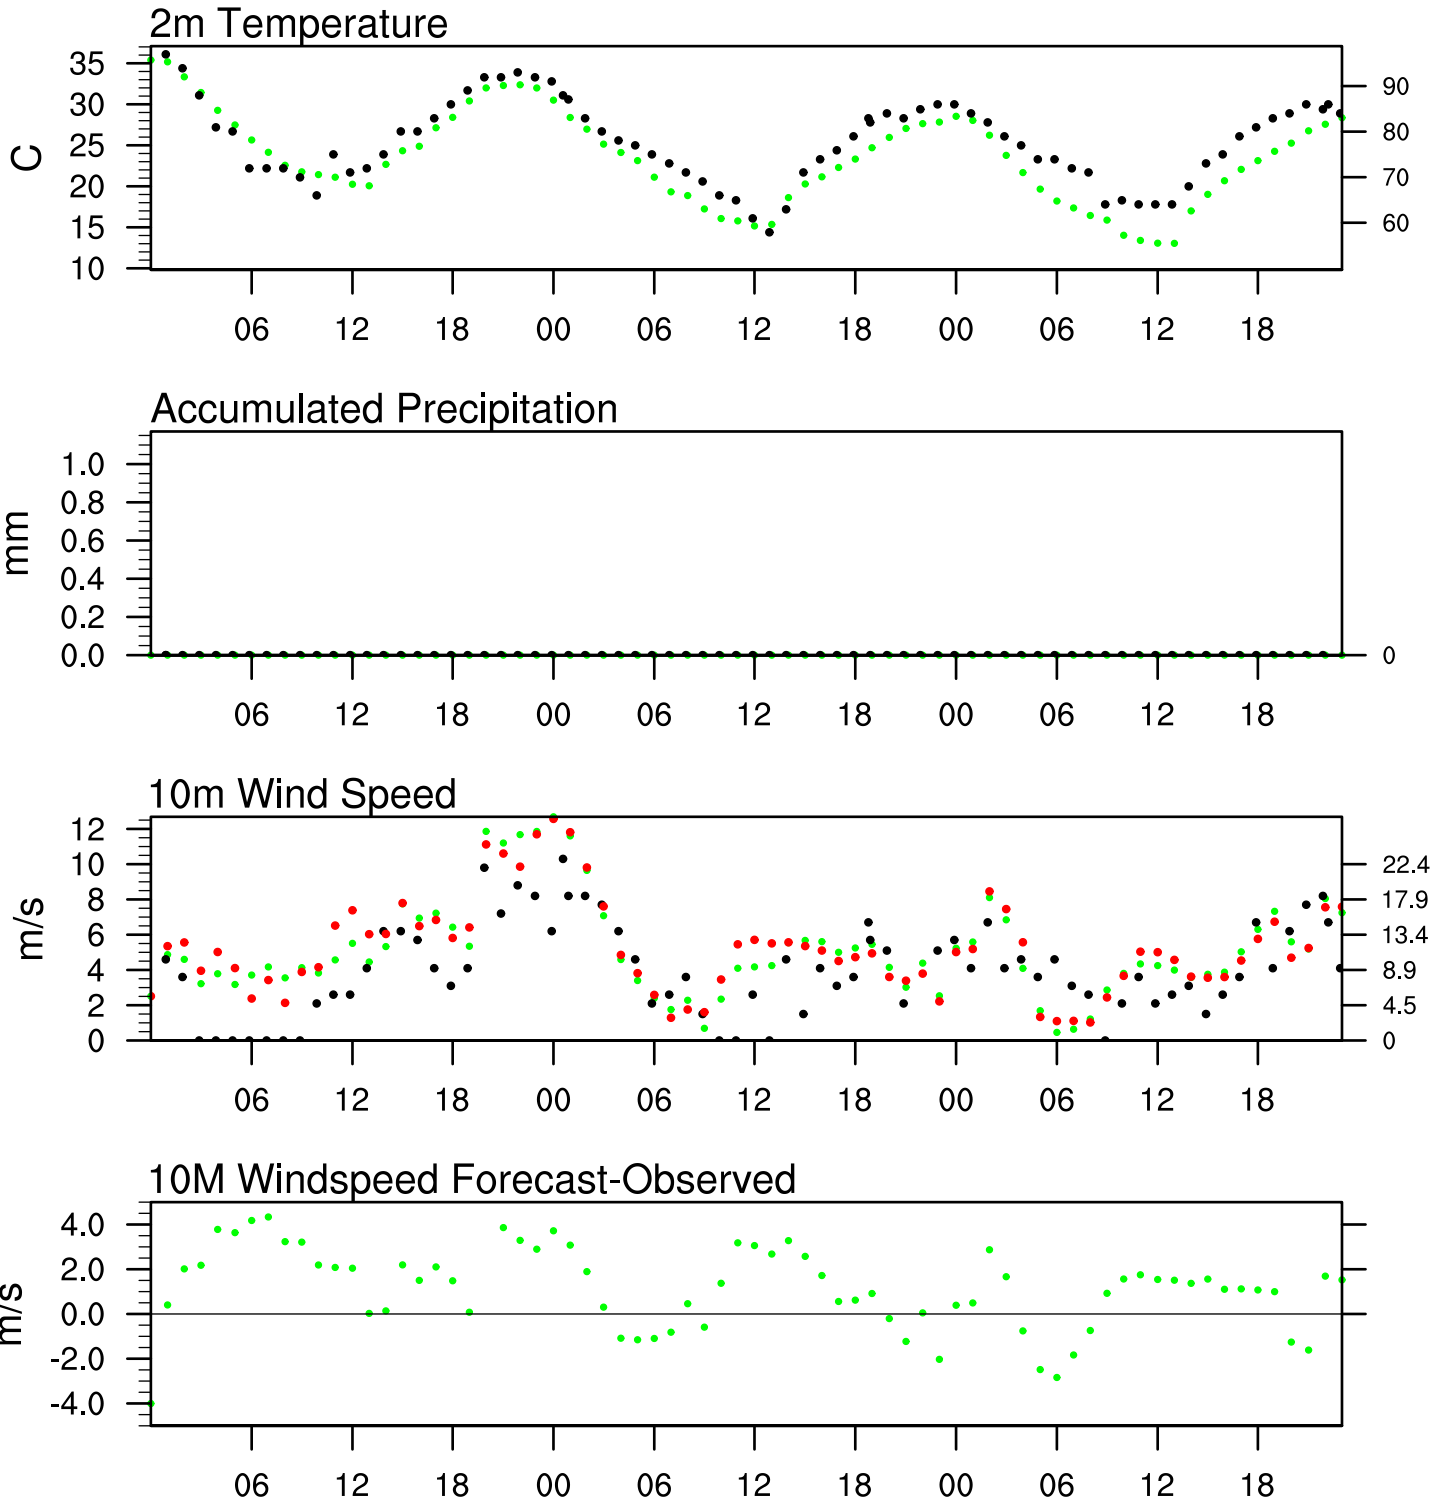 2m Temperature
35
30
25
20
15
10
C
90
80
70
60
06 12 18 00 06 12 18 00 06 12 18
Accumulated Precipitation
1.0
0.8
0.6
0.4
0.2
0.0
mm
0
06 12 18 00 06 12 18 00 06 12 18
10m Wind Speed
12
10
8
6
4
2
0
m/s
22.4
17.9
13.4
8.9
4.5
0
06 12 18 00 06 12 18 00 06 12 18
10M Windspeed Forecast-Observed
4.0
2.0
0.0
-2.0
-4.0
m/s
06 12 18 00 06 12 18 00 06 12 18